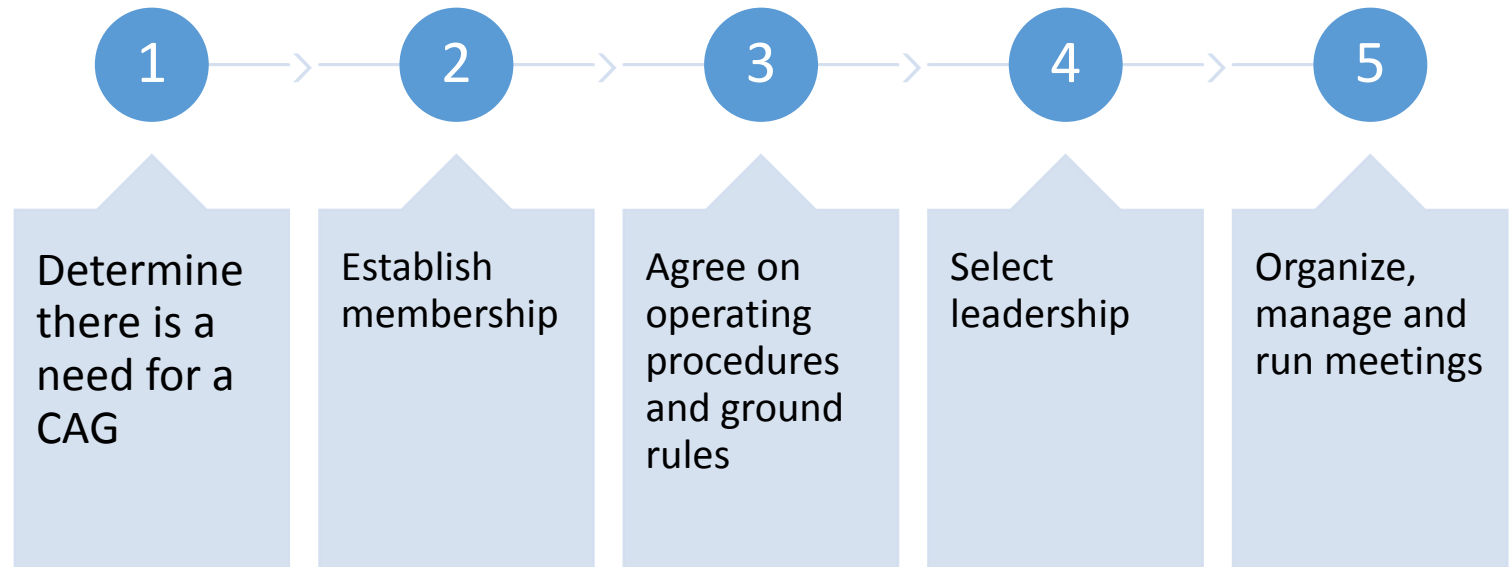 1
2
3
4
5
Determine
there is a
need for a
CAG
Establish
membership
Agree on
operating
procedures
and ground
rules
Select
leadership
Organize,
manage and
run meetings